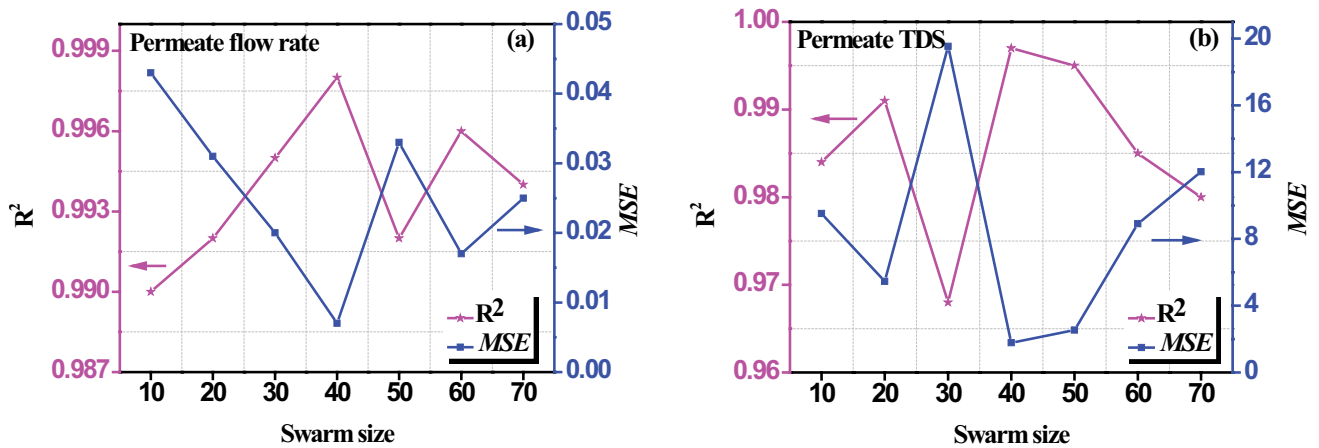 Permeate flow rate
(a)
0.999
0.996
0.993
0.990
0.987
R²
0.05
0.04
0.03
0.02
0.01
0.00
MSE
R²
MSE
10 20 30 40 50 60 70
Swarm size
Permeate TDS
(b)
1.00
0.99
0.98
0.97
0.96
R²
20
16
12
8
4
0
MSE
R²
MSE
10 20 30 40 50 60 70
Swarm size